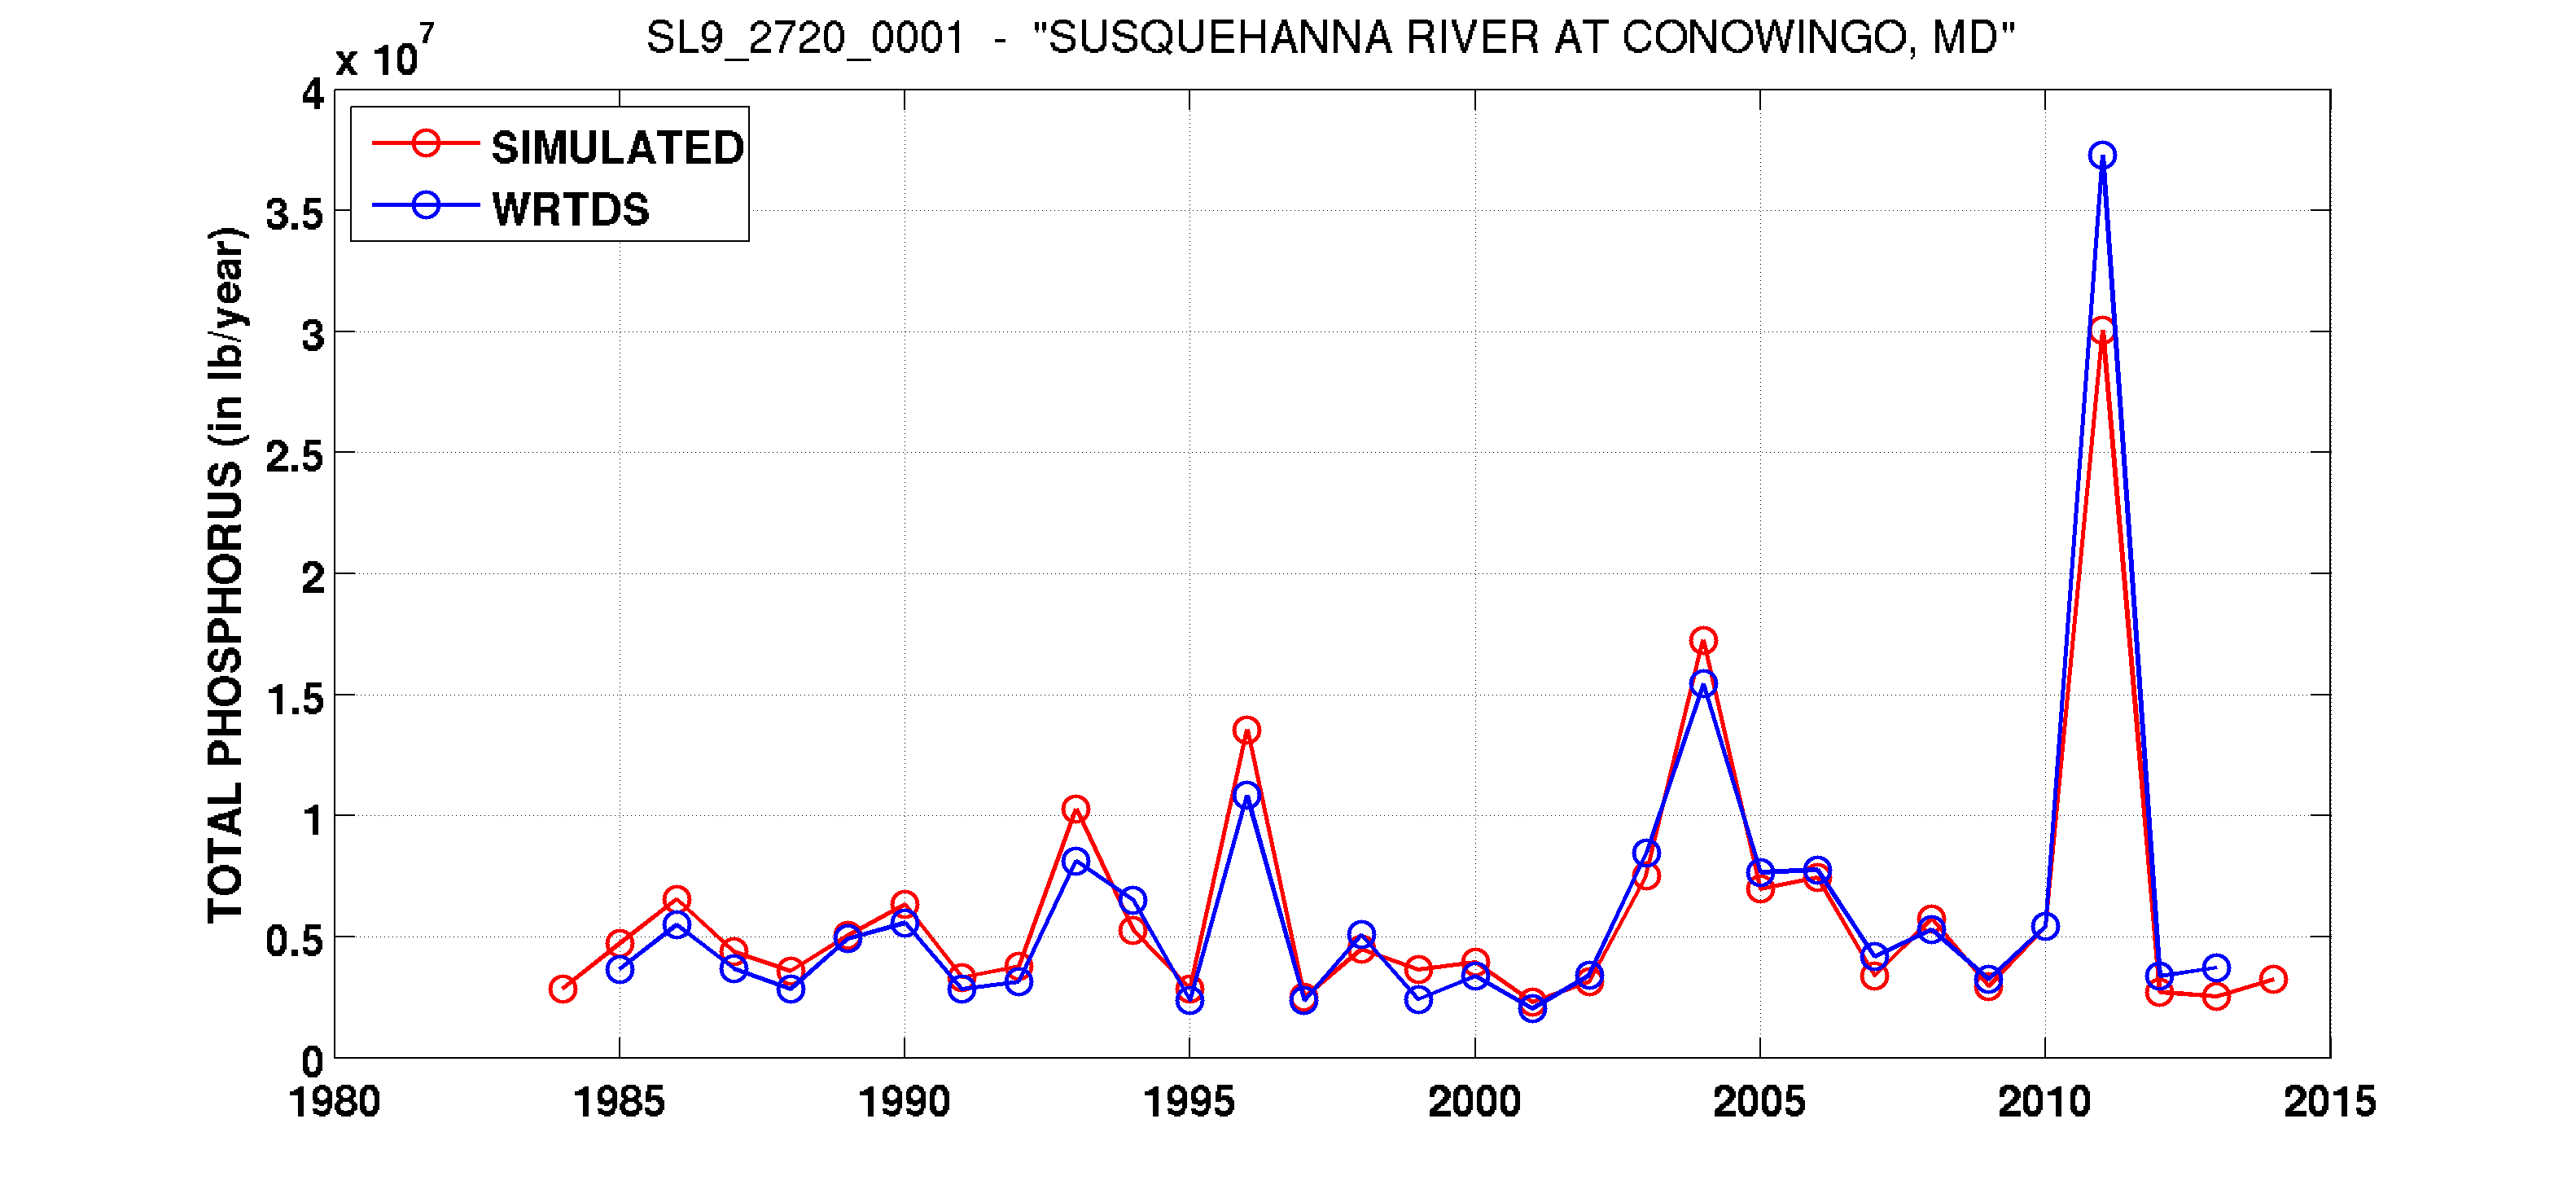 SL9_2720_0001 - "SUSQUEHANNA RIVER AT CONOWINGO, MD"
x 10^7
4
3.5
3
2.5
2
1.5
1
0.5
0
TOTAL PHOSPHORUS (in lb/year)
SIMULATED
WRTDS
1980 1985 1990 1995 2000 2005 2010 2015